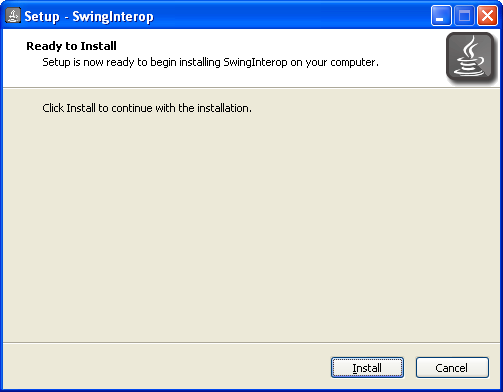 Setup - SwingInterop
Ready to Install
Setup is now ready to begin installing SwingInterop on your computer.
Click Install to continue with the installation.
Install
Cancel